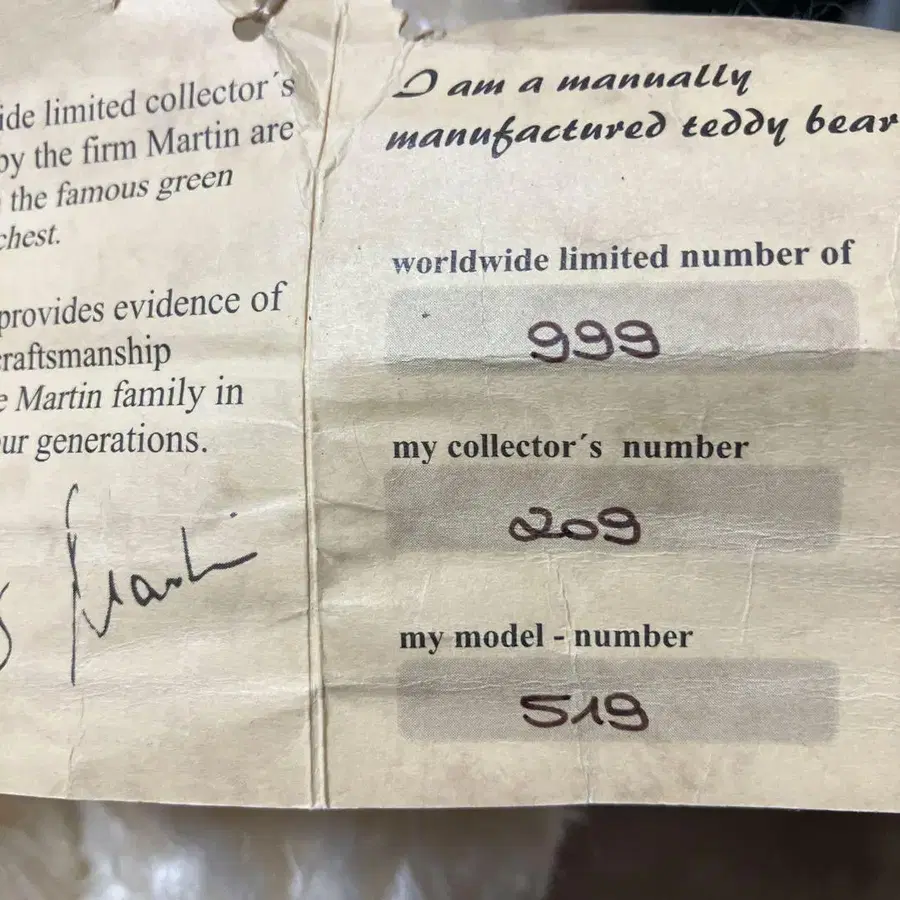 ide limited collector´s
by the firm Martin are
the famous green
chest.
provides evidence of
raftsmanship
e Martin family in
ur generations.
Martin
I am a manually
manufactured teddy bear
worldwide limited number of
999
my collector´s number
209
my model - number
519